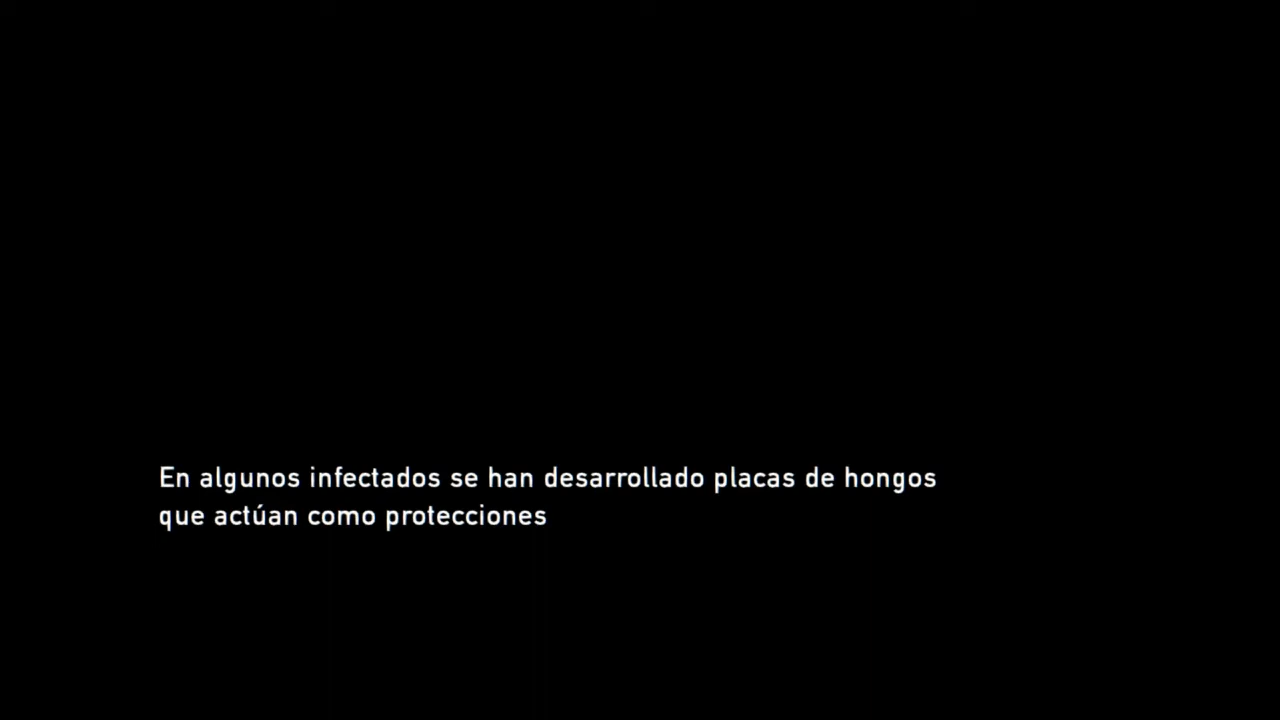 En algunos infectados se han desarrollado placas de hongos
que actúan como protecciones